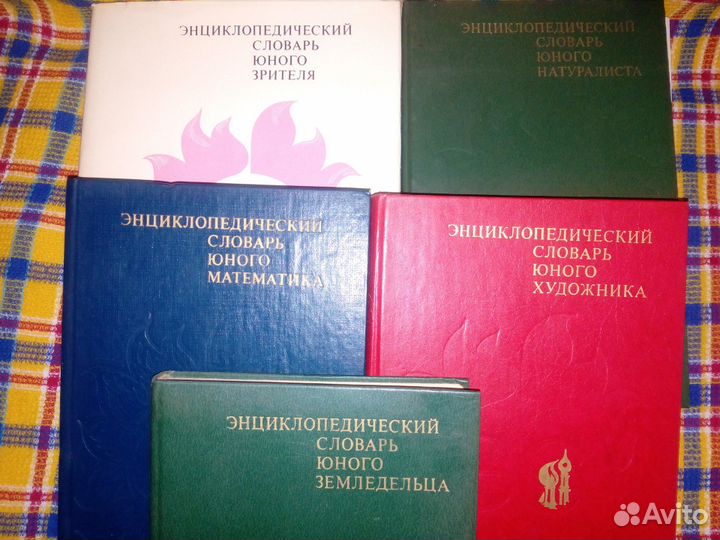 ЭНЦИКЛОПЕДИЧЕСКИЙ
СЛОВАРЬ
ЮНОГО
ЗРИТЕЛЯ
ЭНЦИКЛОПЕДИЧЕСКИЙ
СЛОВАРЬ
ЮНОГО
НАТУРАЛИСТА
ЭНЦИКЛОПЕДИЧЕСКИЙ
СЛОВАРЬ
ЮНОГО
МАТЕМАТИКА
ЭНЦИКЛОПЕДИЧЕСКИЙ
СЛОВАРЬ
ЮНОГО
ХУДОЖНИКА
ЭНЦИКЛОПЕДИЧЕСКИЙ
СЛОВАРЬ
ЮНОГО
ЗЕМЛЕДЕЛЬЦА
Avito